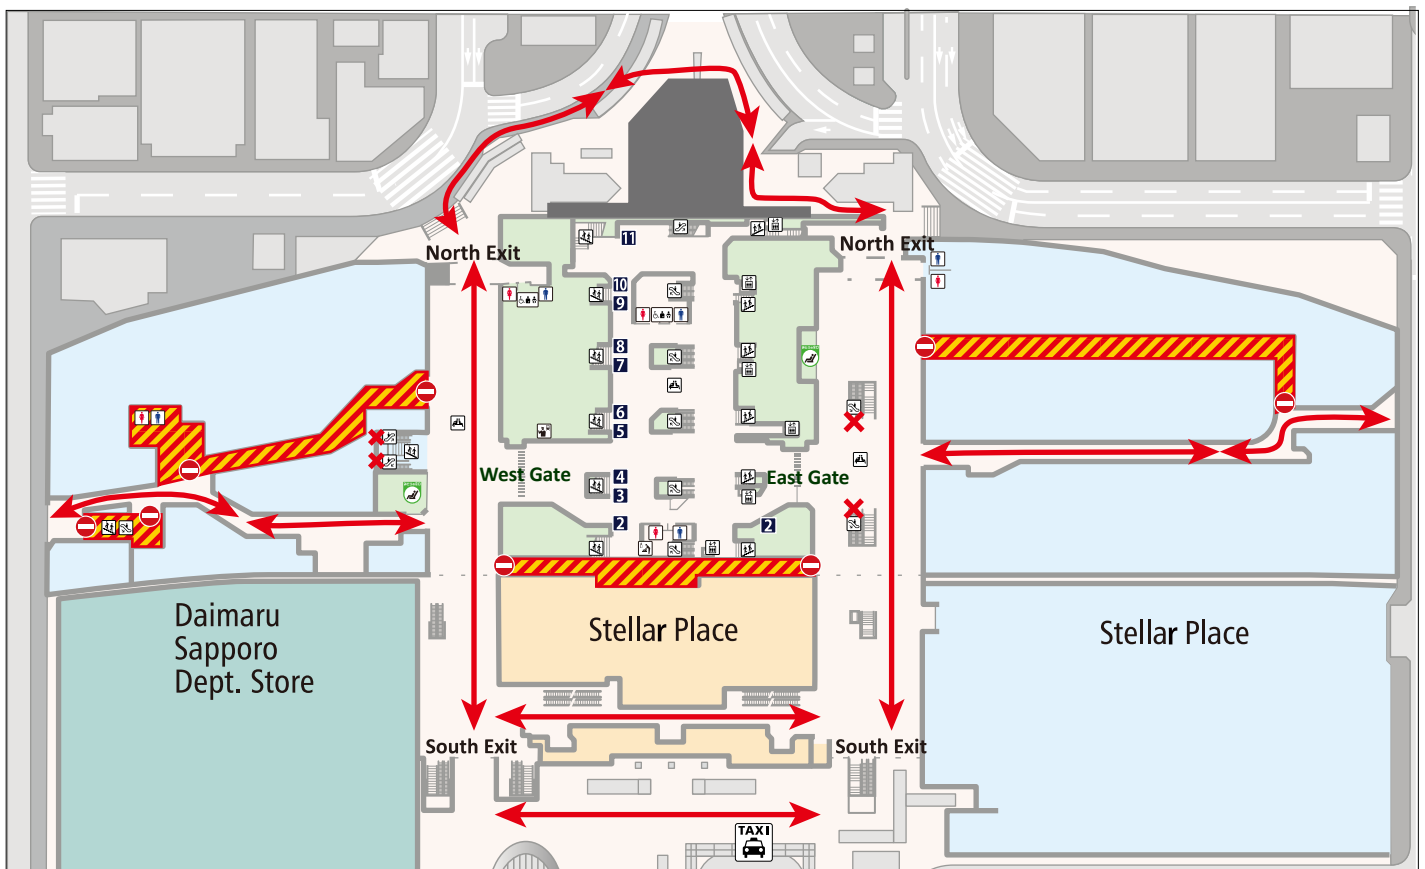 11
North Exit
North Exit
10
9
8
7
6
5
West Gate
4
East Gate
3
2
2
Daimaru
Sapporo
Dept. Store
Stellar Place
Stellar Place
South Exit
South Exit
TAXI